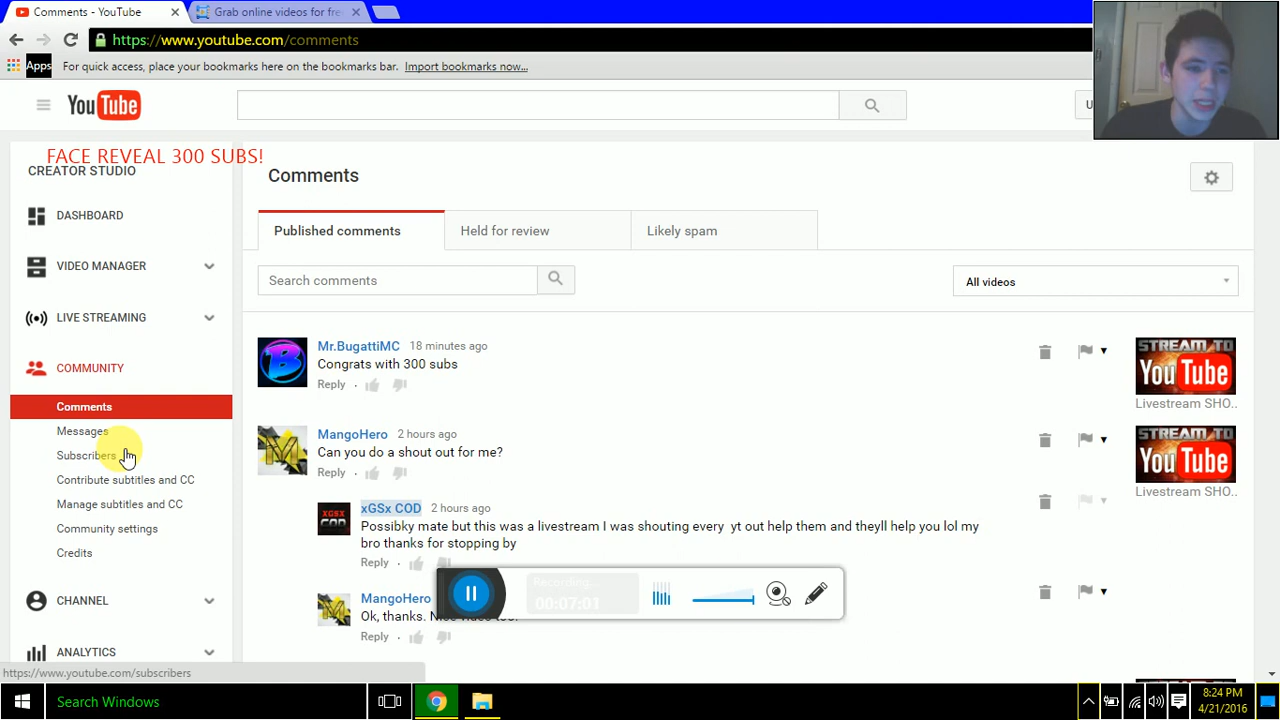 Comments - YouTube
Grab online videos for fre
https://www.youtube.com/comments
Apps
For quick access, place your bookmarks here on the bookmarks bar. Import bookmarks now...
YouTube
FACE REVEAL 300 SUBS!
CREATOR STUDIO
DASHBOARD
VIDEO MANAGER
LIVE STREAMING
COMMUNITY
Comments
Messages
Subscribers
Contribute subtitles and CC
Manage subtitles and CC
Community settings
Credits
CHANNEL
ANALYTICS
Comments
Published comments
Held for review
Likely spam
Search comments
All videos
Mr.BugattiMC 18 minutes ago
Congrats with 300 subs
Reply
STREAM TO
YouTube
Livestream SHO..
MangoHero 2 hours ago
Can you do a shout out for me?
Reply
STREAM TO
YouTube
Livestream SHO..
XGSX
COD
xGSx COD 2 hours ago
Possibky mate but this was a livestream I was shouting every yt out help them and theyll help you lol my
bro thanks for stopping by
Reply
MangoHero
Ok, thanks.
Reply
Recording...
00:07:01
https://www.youtube.com/subscribers
Search Windows
8:24 PM
4/21/2016